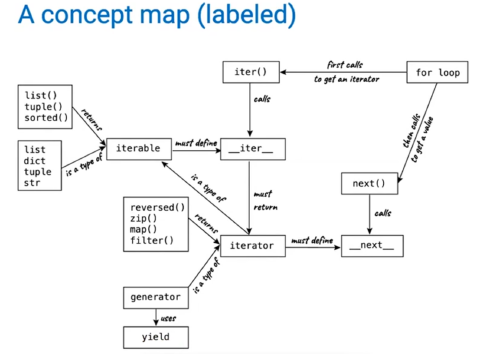 A concept map (labeled)
iter()
first calls
to get an iterator
for loop
list()
tuple()
sorted()
returns
calls
then calls
to get a value
list
dict
tuple
str
is a type of
iterable
must define
__iter__
is a type of
must
return
next()
calls
reversed()
zip()
map()
filter()
returns
iterator
must define
__next__
is a type of
generator
uses
yield